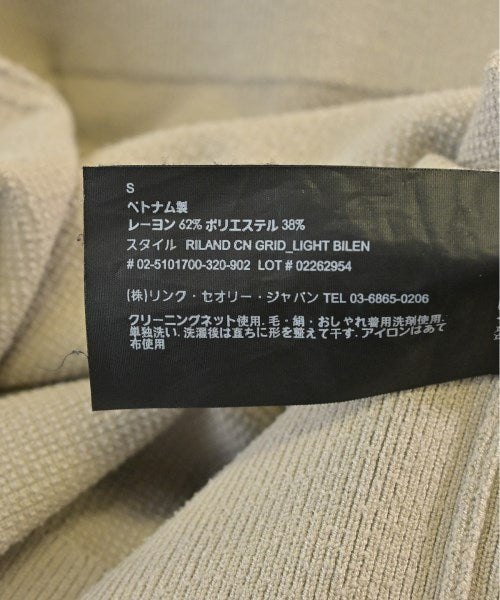 S
ベトナム製
レーヨン 62% ポリエステル 38%
スタイル RILAND CN GRID_LIGHT BILEN
# 02-5101700-320-902 LOT # 02262954
(株)リンク・セオリー・ジャパン TEL 03-6865-0206
クリーニングネット使用. 毛・絹・おしゃれ着用洗剤使用.
単独洗い. 洗濯後は直ちに形を整えて干す. アイロンはあて
布使用